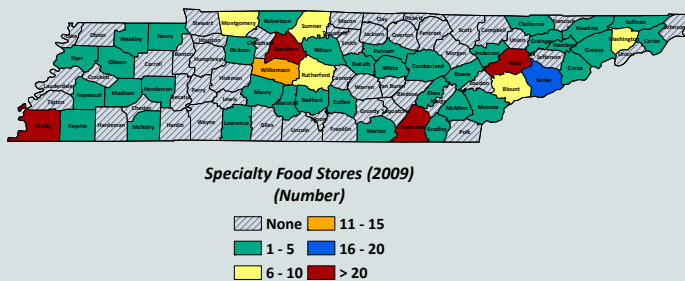 Stewart
Montgomery
Robertson
Sumner
Macon
Clay
Pickett
Scott
Campbell
Claiborne
Hancock
Hawkins
Sullivan
Johnson
Lake
Obion
Weakley
Henry
Houston
Cheatham
Davidson
Wilson
Smith
Jackson
Overton
Fentress
Morgan
Anderson
Union
Grainger
Hamblen
Greene
Washington
Carter
Unicoi
Dyer
Gibson
Carroll
Benton
Humphreys
Dickson
Williamson
Rutherford
Cannon
DeKalb
Putnam
White
Cumberland
Roane
Knox
Jefferson
Cocke
Sevier
Blount
Loudon
Lauderdale
Crockett
Haywood
Madison
Henderson
Decatur
Perry
Hickman
Lewis
Maury
Marshall
Bedford
Coffee
Warren
Van Buren
Bledsoe
Rhea
Meigs
McMinn
Monroe
Tipton
Shelby
Fayette
Hardeman
Chester
McNairy
Hardin
Wayne
Lawrence
Giles
Lincoln
Moore
Franklin
Grundy
Sequatchie
Marion
Hamilton
Bradley
Polk
Specialty Food Stores (2009)
(Number)
None 11 - 15
1 - 5 16 - 20
6 - 10 > 20